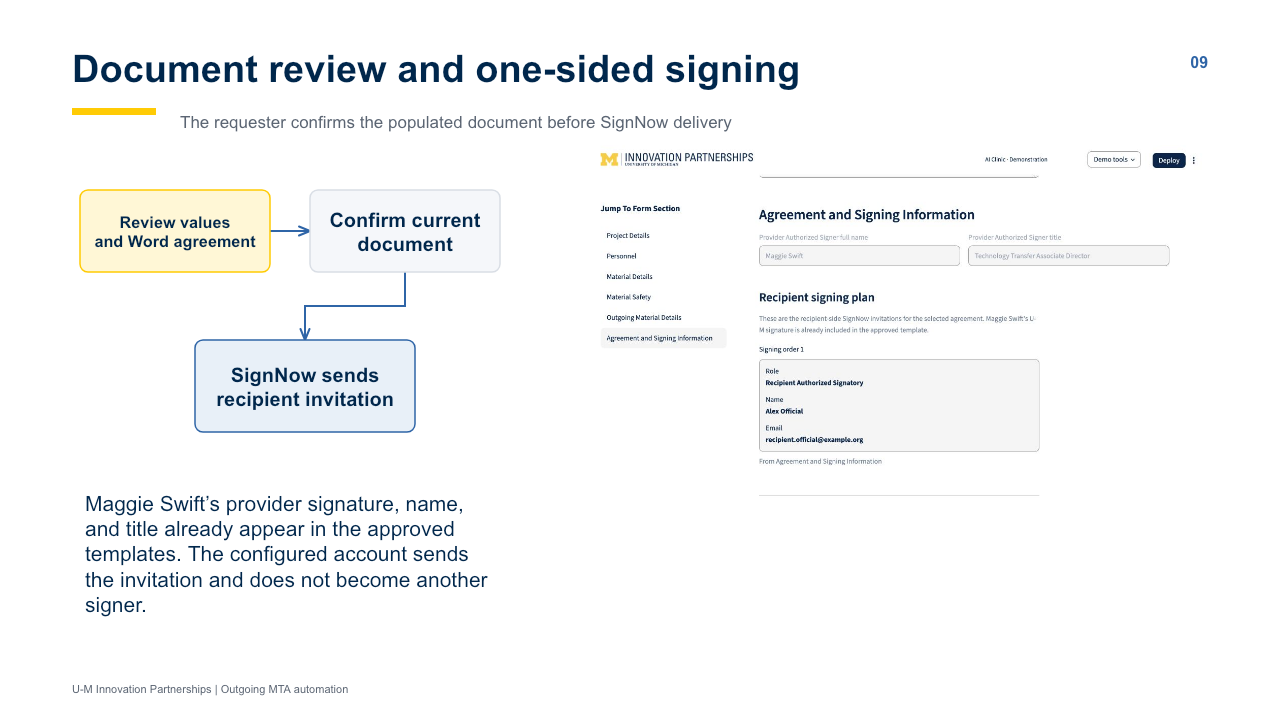 Document review and one-sided signing
09
The requester confirms the populated document before SignNow delivery
Review values
and Word agreement
Confirm current
document
SignNow sends
recipient invitation
Maggie Swift’s provider signature, name,
and title already appear in the approved
templates. The configured account sends
the invitation and does not become another
signer.
M INNOVATION PARTNERSHIPS
UNIVERSITY OF MICHIGAN
AI Clinic · Demonstration
Demo tools
Deploy
Jump To Form Section
Project Details
Personnel
Material Details
Material Safety
Outgoing Material Details
Agreement and Signing Information
Agreement and Signing Information
Provider Authorized Signer full name
Provider Authorized Signer title
Maggie Swift
Technology Transfer Associate Director
Recipient signing plan
These are the recipient-side SignNow invitations for the selected agreement. Maggie Swift's U-
M signature is already included in the approved template.
Signing order 1
Role
Recipient Authorized Signatory
Name
Alex Official
Email
recipient.official@example.org
From Agreement and Signing Information
U-M Innovation Partnerships | Outgoing MTA automation